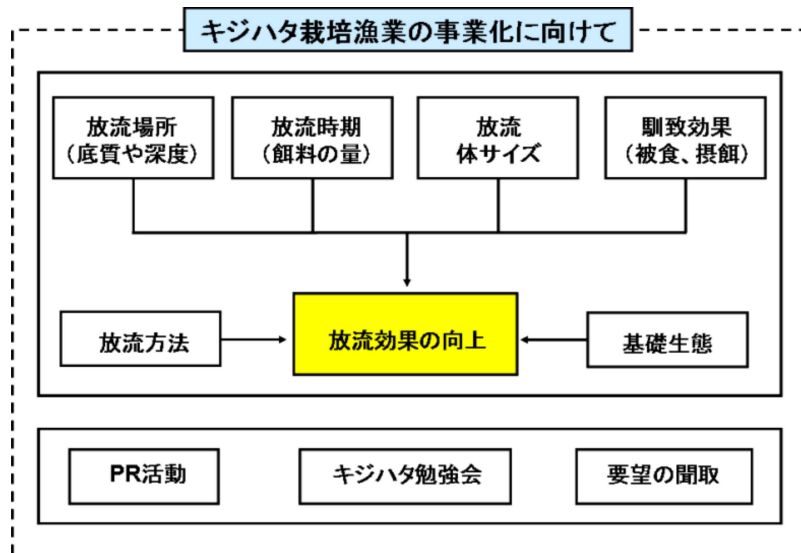 キジハタ栽培漁業の事業化に向けて
放流場所
（底質や深度）
放流時期
（餌料の量）
放流
体サイズ
馴致効果
（被食、摂餌）
放流方法
放流効果の向上
基礎生態
PR活動
キジハタ勉強会
要望の聞取